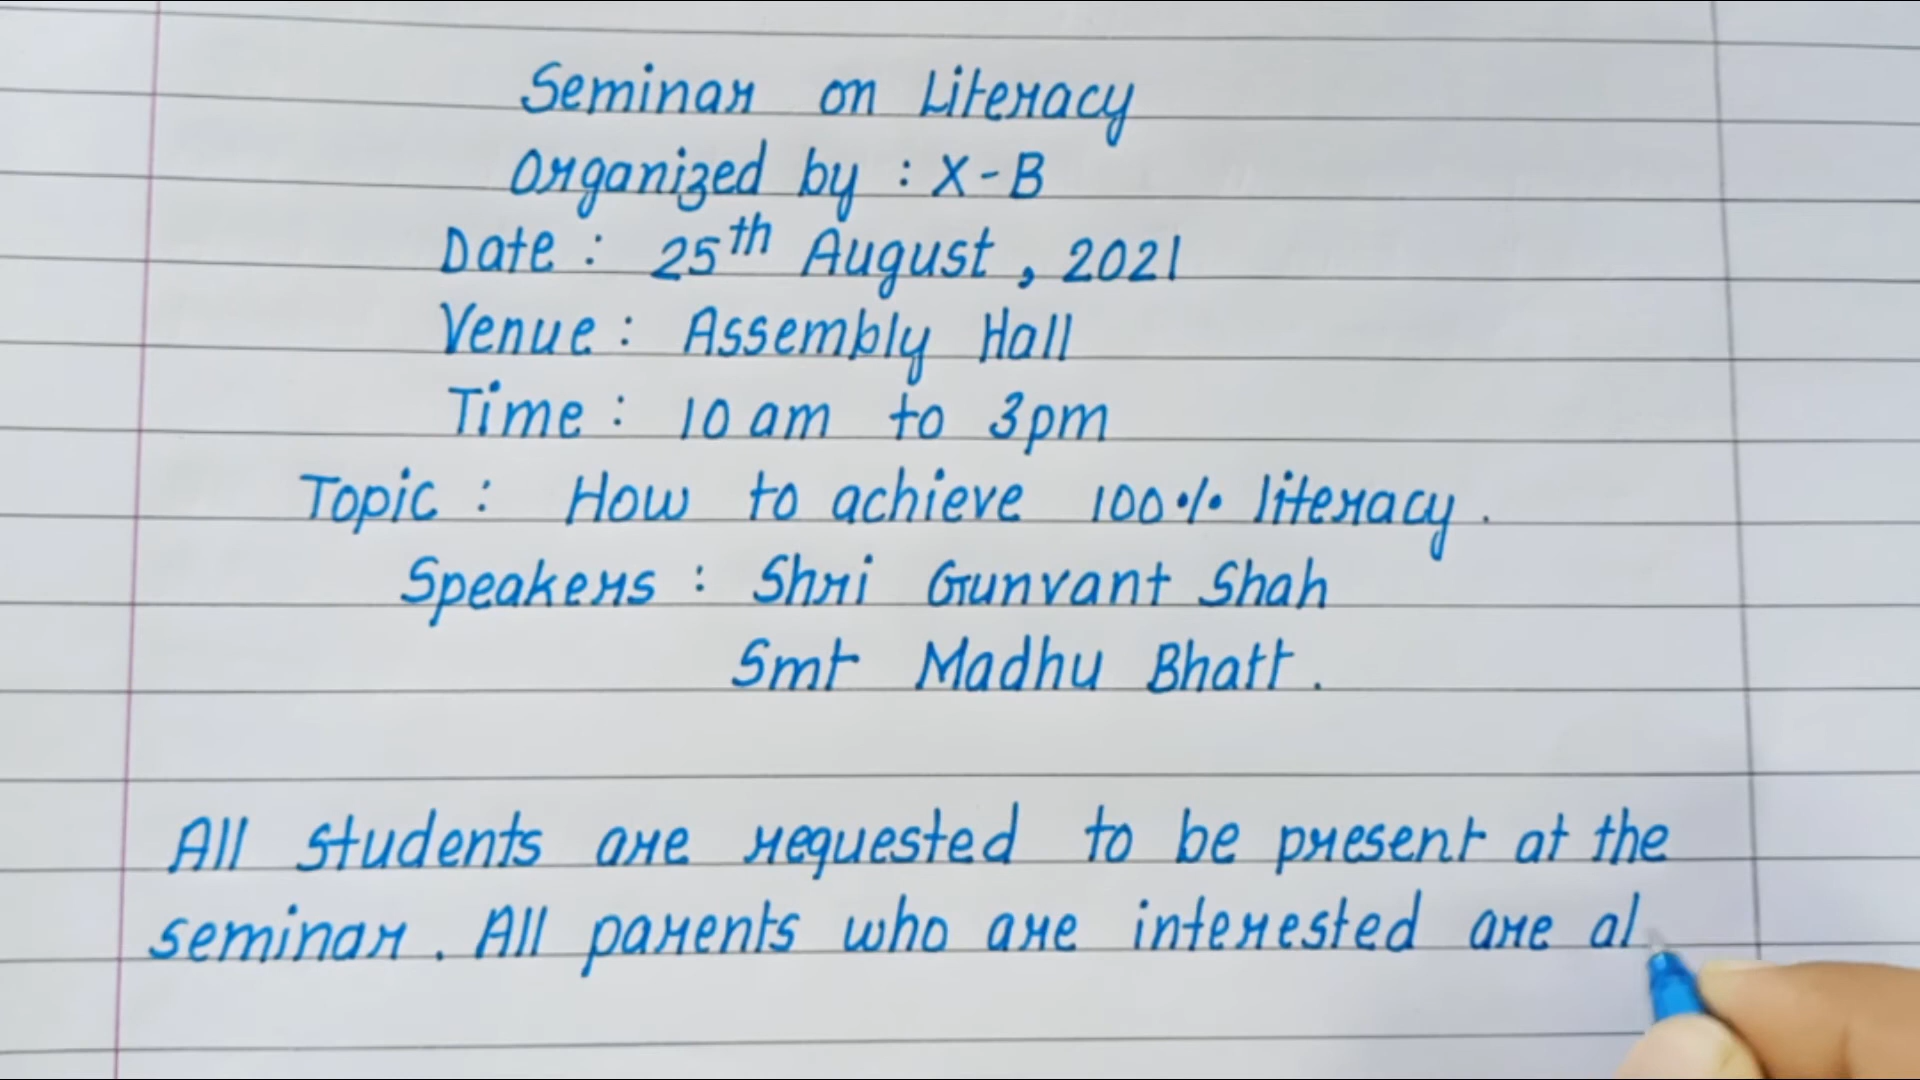 Seminar on Literacy
Organized by : X-B
Date : 25th August, 2021
Venue : Assembly Hall
Time : 10 am to 3pm
Topic : How to achieve 100% literacy.
Speakers : Shri Gunvant Shah
Smt Madhu Bhatt.
All students are requested to be present at the
seminar. All parents who are interested are al